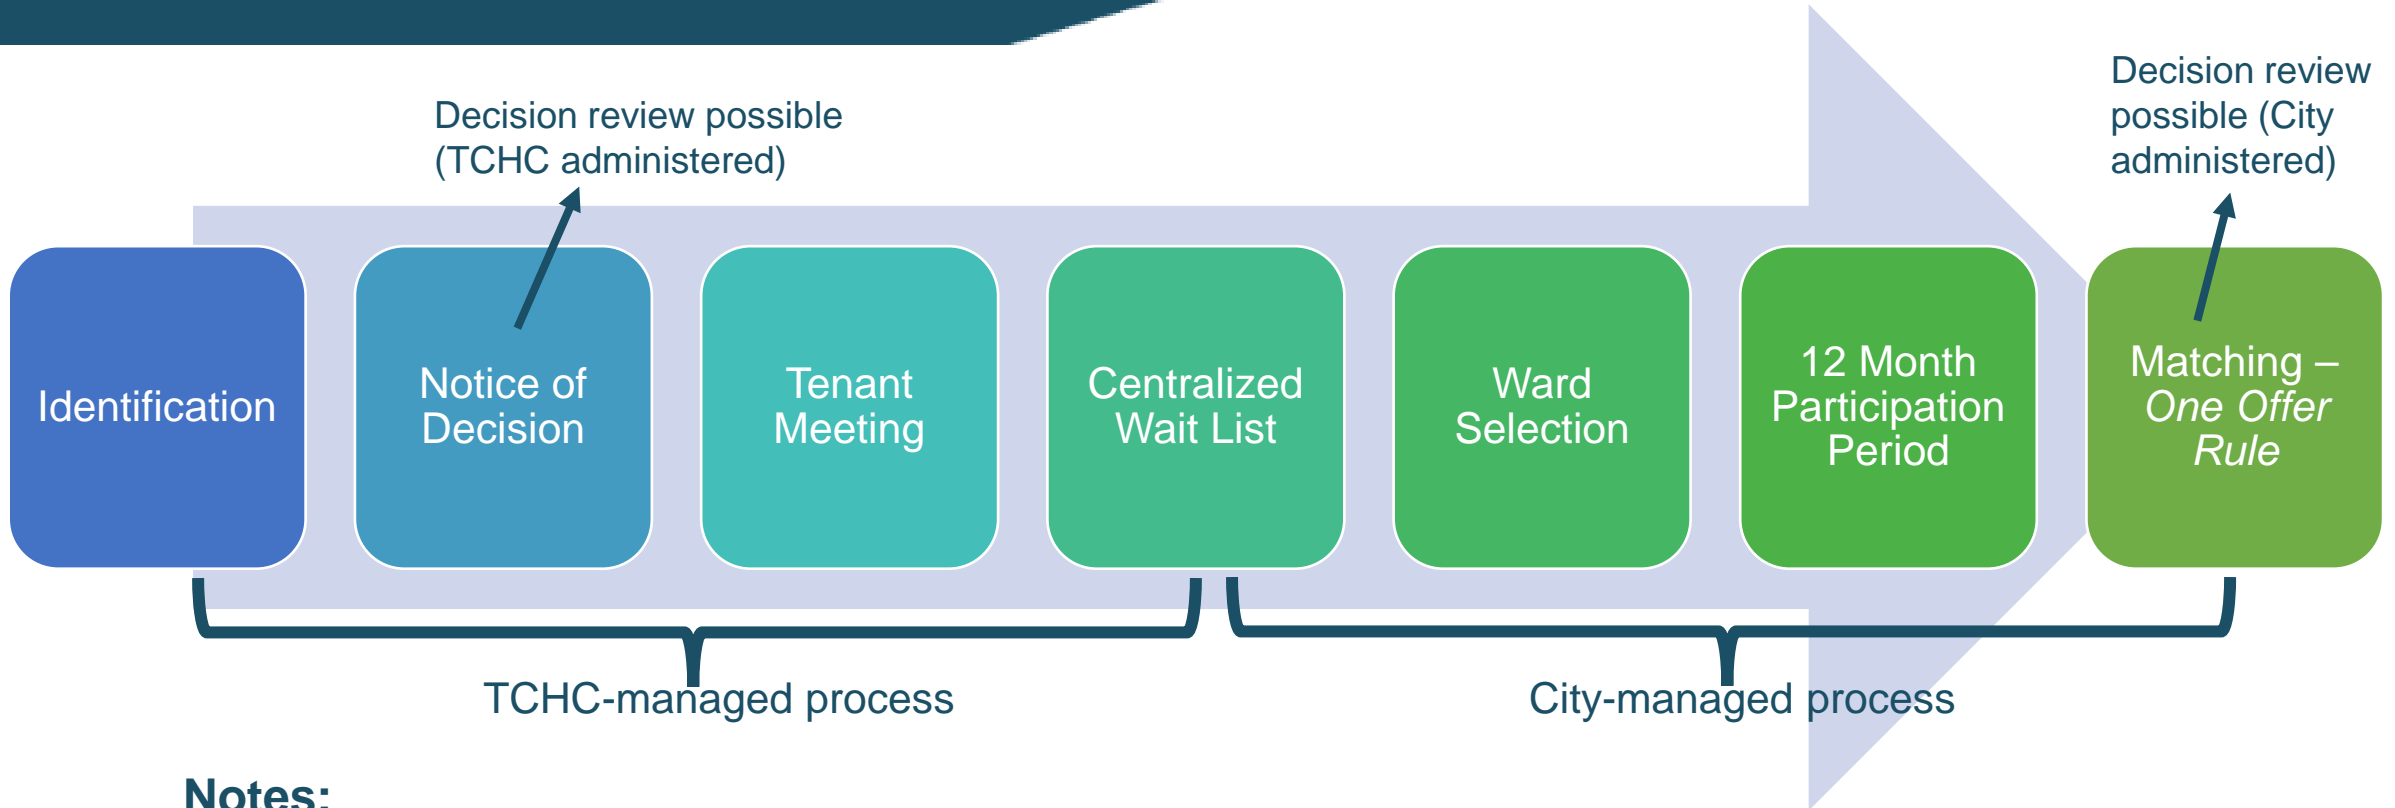 Decision review possible
(TCHC administered)
Decision review
possible (City
administered)
Identification
Notice of
Decision
Tenant
Meeting
Centralized
Wait List
Ward
Selection
12 Month
Participation
Period
Matching –
One Offer
Rule
TCHC-managed process
City-managed process
Notes: